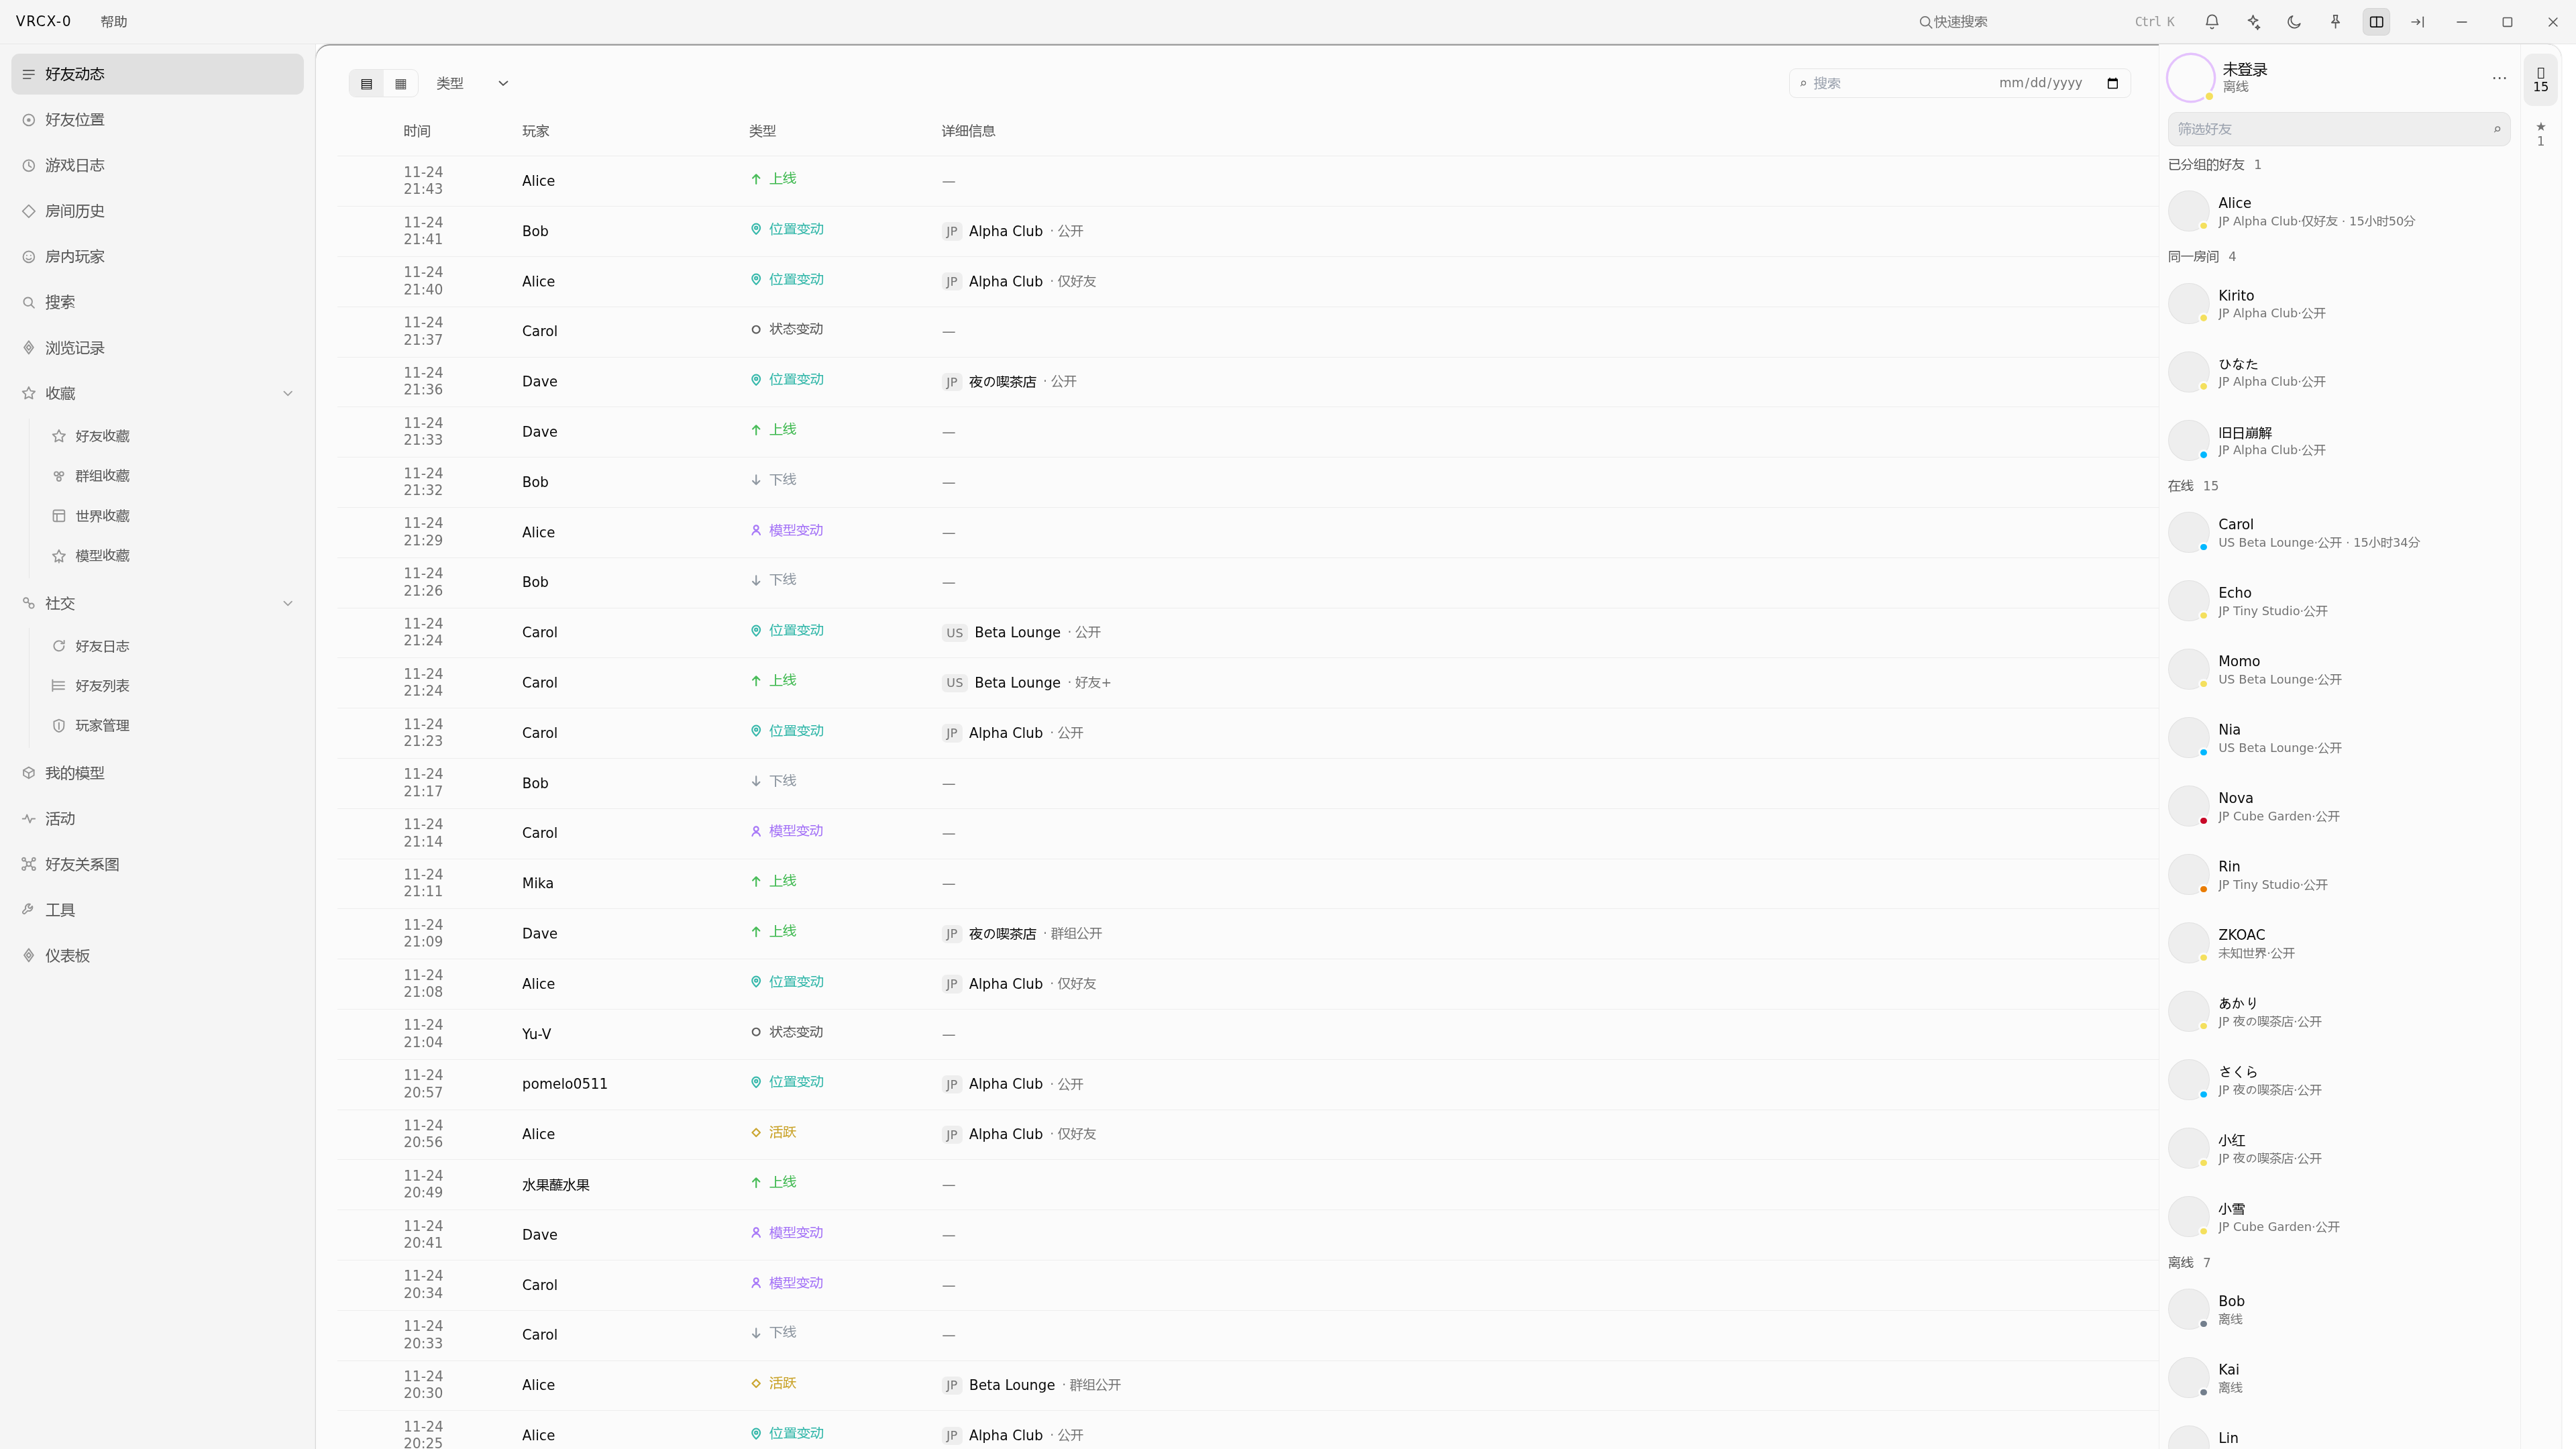 VRCX-0
帮助
快速搜索
Ctrl K
好友动态
好友位置
游戏日志
房间历史
房内玩家
搜索
浏览记录
收藏
好友收藏
群组收藏
世界收藏
模型收藏
社交
好友日志
好友列表
玩家管理
我的模型
活动
好友关系图
工具
仪表板
类型
搜索
mm/dd/yyyy
时间 玩家 类型 详细信息
11-24
21:43
Alice 上线 —
11-24
21:41
Bob 位置变动 JP Alpha Club · 公开
11-24
21:40
Alice 位置变动 JP Alpha Club · 仅好友
11-24
21:37
Carol 状态变动 —
11-24
21:36
Dave 位置变动 JP 夜の喫茶店 · 公开
11-24
21:33
Dave 上线 —
11-24
21:32
Bob 下线 —
11-24
21:29
Alice 模型变动 —
11-24
21:26
Bob 下线 —
11-24
21:24
Carol 位置变动 US Beta Lounge · 公开
11-24
21:24
Carol 上线 US Beta Lounge · 好友+
11-24
21:23
Carol 位置变动 JP Alpha Club · 公开
11-24
21:17
Bob 下线 —
11-24
21:14
Carol 模型变动 —
11-24
21:11
Mika 上线 —
11-24
21:09
Dave 上线 JP 夜の喫茶店 · 群组公开
11-24
21:08
Alice 位置变动 JP Alpha Club · 仅好友
11-24
21:04
Yu-V 状态变动 —
11-24
20:57
pomelo0511 位置变动 JP Alpha Club · 公开
11-24
20:56
Alice 活跃 JP Alpha Club · 仅好友
11-24
20:49
水果蘸水果 上线 —
11-24
20:41
Dave 模型变动 —
11-24
20:34
Carol 模型变动 —
11-24
20:33
Carol 下线 —
11-24
20:30
Alice 活跃 JP Beta Lounge · 群组公开
11-24
20:25
Alice 位置变动 JP Alpha Club · 公开
未登录
离线
筛选好友
已分组的好友 1
Alice
JP Alpha Club·仅好友 · 15小时50分
同一房间 4
Kirito
JP Alpha Club·公开
ひなた
JP Alpha Club·公开
旧日崩解
JP Alpha Club·公开
在线 15
Carol
US Beta Lounge·公开 · 15小时34分
Echo
JP Tiny Studio·公开
Momo
US Beta Lounge·公开
Nia
US Beta Lounge·公开
Nova
JP Cube Garden·公开
Rin
JP Tiny Studio·公开
ZKOAC
未知世界·公开
あかり
JP 夜の喫茶店·公开
さくら
JP 夜の喫茶店·公开
小红
JP 夜の喫茶店·公开
小雪
JP Cube Garden·公开
离线 7
Bob
离线
Kai
离线
Lin
15
★
1